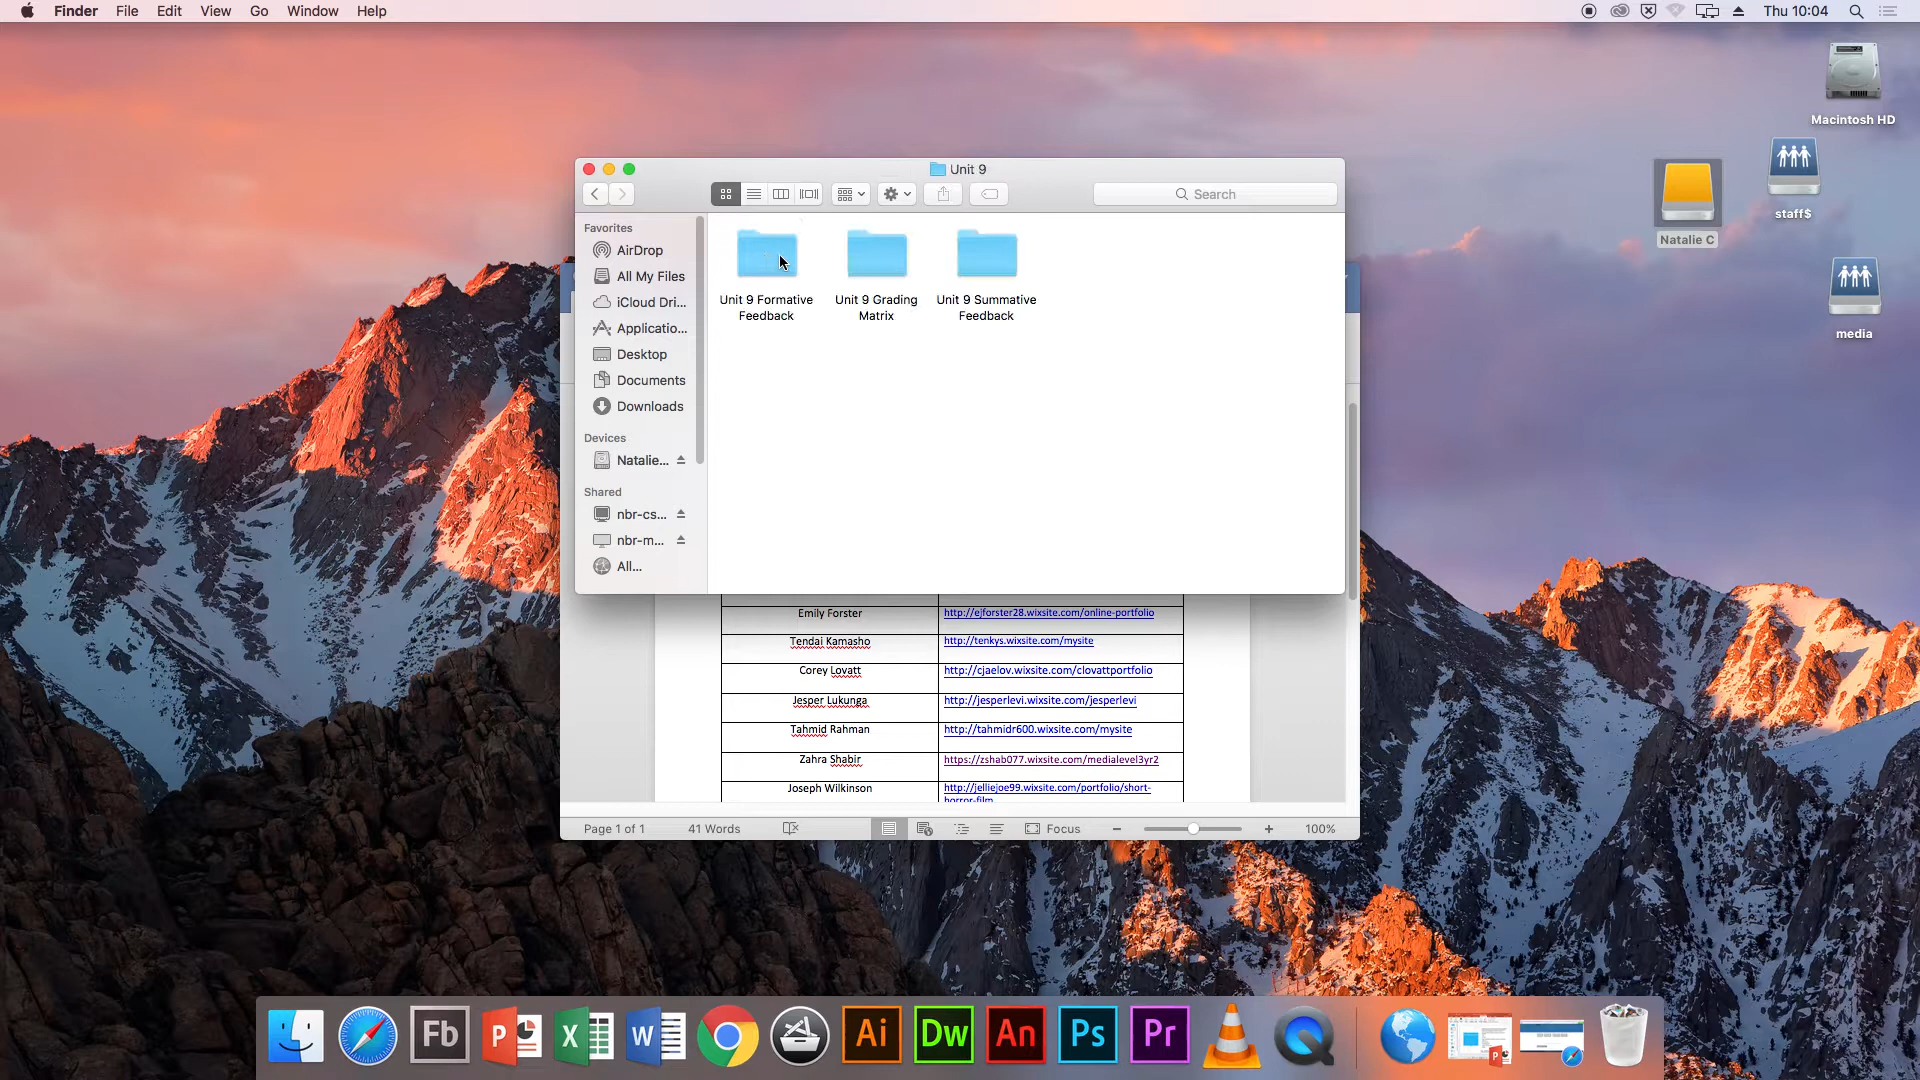 Finder File Edit View Go Window Help
Thu 10:04
Macintosh HD
staff$
Natalie C
media
Unit 9
Search
Favorites
AirDrop
All My Files
iCloud Dri...
Applicatio...
Desktop
Documents
Downloads
Devices
Natalie...
Shared
nbr-cs...
nbr-m...
All...
Unit 9 Formative
Feedback
Unit 9 Grading
Matrix
Unit 9 Summative
Feedback
Emily Forster http://ejforster28.wixsite.com/online-portfolio
Tendai Kamasho http://tenkys.wixsite.com/mysite
Corey Lovatt http://cjaelov.wixsite.com/clovattportfolio
Jesper Lukunga http://jesperlevi.wixsite.com/jesperlevi
Tahmid Rahman http://tahmidr600.wixsite.com/mysite
Zahra Shabir https://zshab077.wixsite.com/medialevel3yr2
Joseph Wilkinson http://jelliejoe99.wixsite.com/portfolio/short-
horror-film
Page 1 of 1 41 Words Focus 100%
Fb P X W Ai Dw An Ps Pr